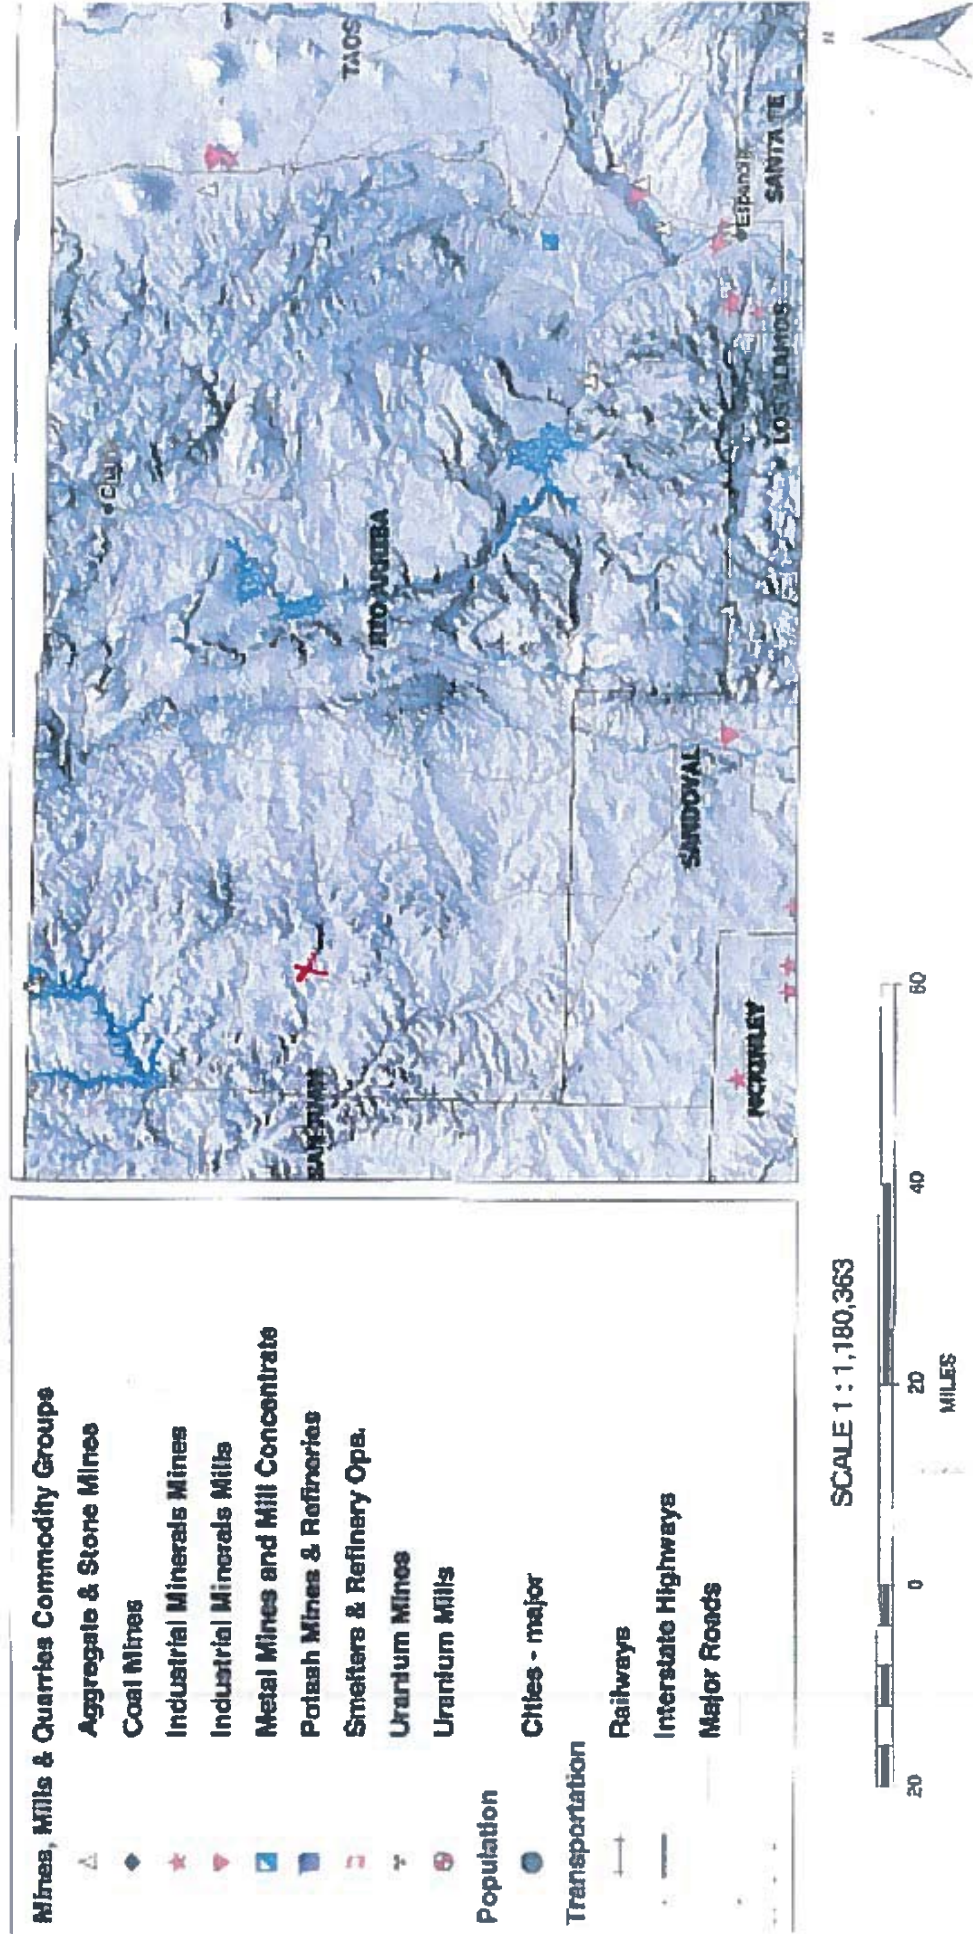 Mines, Mills & Quarries Commodity Groups
Aggregate & Stone Mines
Coal Mines
Industrial Minerals Mines
Industrial Minerals Mills
Metal Mines and Mill Concentrate
Potash Mines & Refineries
Smelters & Refinery Ops.
Uranium Mines
Uranium Mills
Population
Cities - major
Transportation
Railways
Interstate Highways
Major Roads
TAOS
RIO ARRIBA
SAN JUAN
Espanola
SANTA FE
LOS ALAMOS
SANDOVAL
MCKINLEY
N
SCALE 1 : 1,180,363
20 0 20 40 60
MILES